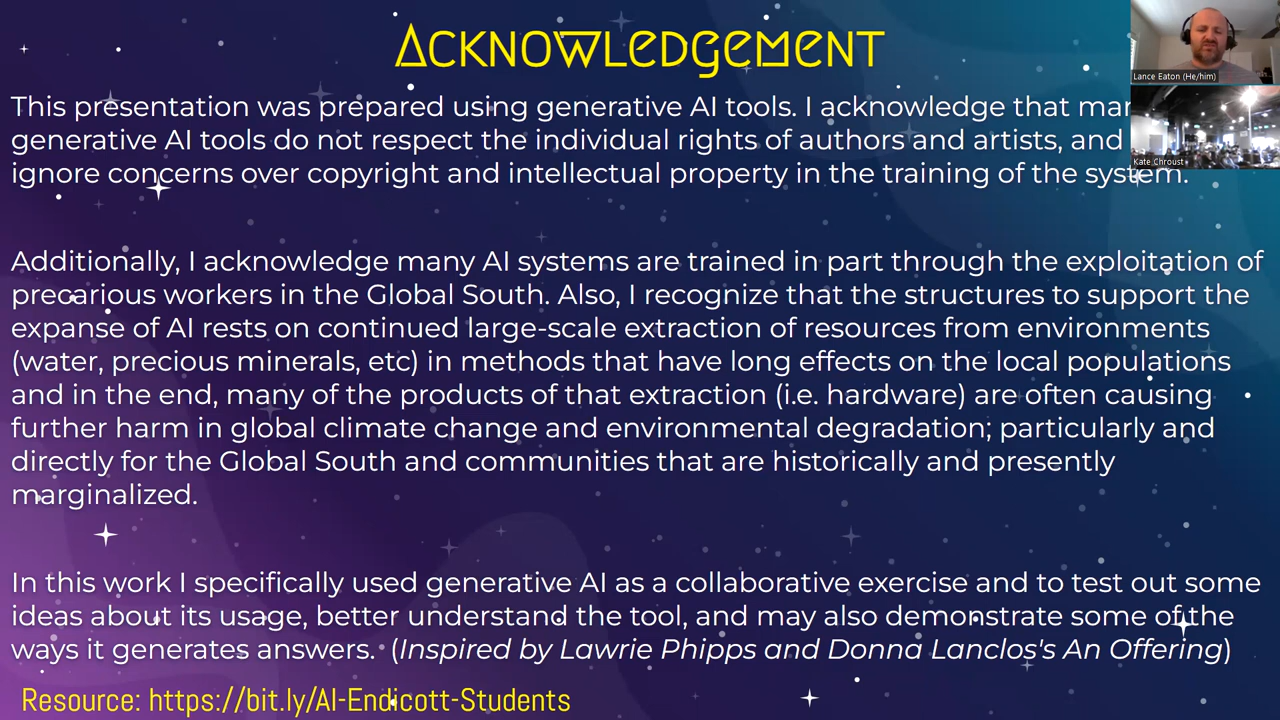 Acknowledgement
This presentation was prepared using generative AI tools. I acknowledge that
generative AI tools do not respect the individual rights of authors and artists, and
ignore concerns over copyright and intellectual property in the training of the system.
Additionally, I acknowledge many AI systems are trained in part through the exploitation of
precarious workers in the Global South. Also, I recognize that the structures to support the
expanse of AI rests on continued large-scale extraction of resources from environments
(water, precious minerals, etc) in methods that have long effects on the local populations
and in the end, many of the products of that extraction (i.e. hardware) are often causing
further harm in global climate change and environmental degradation; particularly and
directly for the Global South and communities that are historically and presently
marginalized.
In this work I specifically used generative AI as a collaborative exercise and to test out some
ideas about its usage, better understand the tool, and may also demonstrate some of the
ways it generates answers. (Inspired by Lawrie Phipps and Donna Lanclos's An Offering)
Resource: https://bit.ly/AI-Endicott-Students
Lance Eaton (He/him)
Kate Chroust